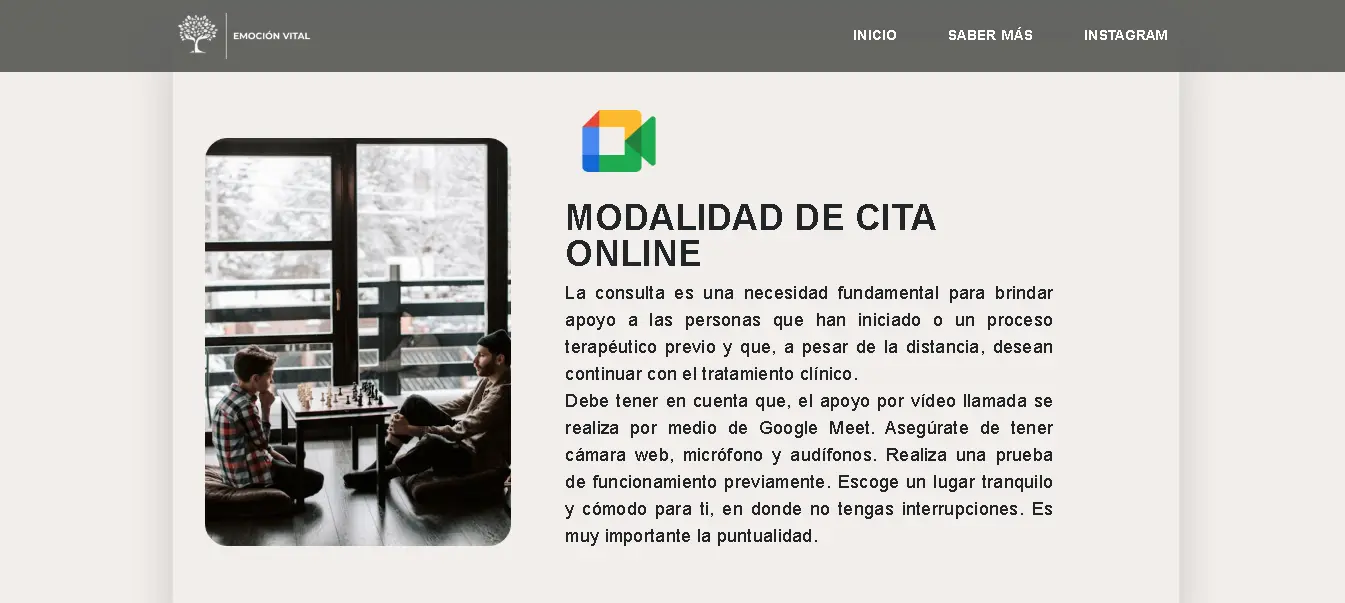 EMOCIÓN VITAL
INICIO
SABER MÁS
INSTAGRAM
MODALIDAD DE CITA
ONLINE
La consulta es una necesidad fundamental para brindar
apoyo a las personas que han iniciado o un proceso
terapéutico previo y que, a pesar de la distancia, desean
continuar con el tratamiento clínico.
Debe tener en cuenta que, el apoyo por vídeo llamada se
realiza por medio de Google Meet. Asegúrate de tener
cámara web, micrófono y audífonos. Realiza una prueba
de funcionamiento previamente. Escoge un lugar tranquilo
y cómodo para ti, en donde no tengas interrupciones. Es
muy importante la puntualidad.